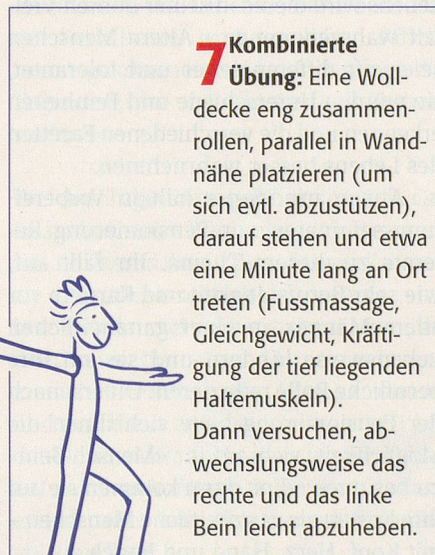 7 Kombinierte
Übung: Eine Woll-
decke eng zusammen-
rollen, parallel in Wand-
nähe platzieren (um
sich evtl. abzustützen),
darauf stehen und etwa
eine Minute lang an Ort
treten (Fussmassage,
Gleichgewicht, Kräfti-
gung der tief liegenden
Haltemuskeln).
Dann versuchen, ab-
wechslungsweise das
rechte und das linke
Bein leicht abzuheben.